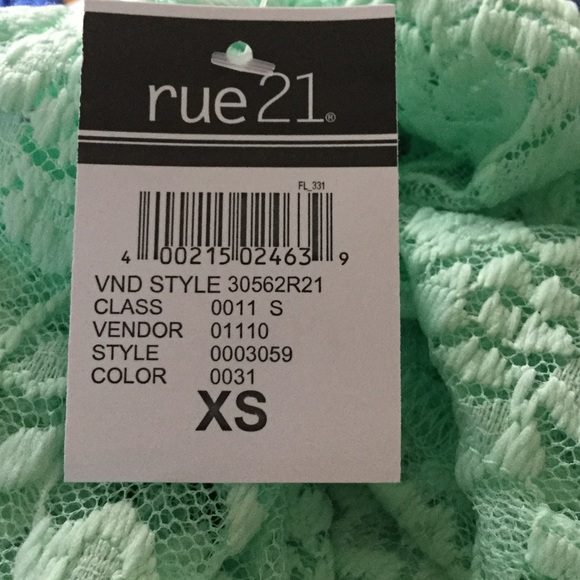 rue21®
FL_331
4 00215 02463 9
VND STYLE 30562R21
CLASS 0011 S
VENDOR 01110
STYLE 0003059
COLOR 0031
XS